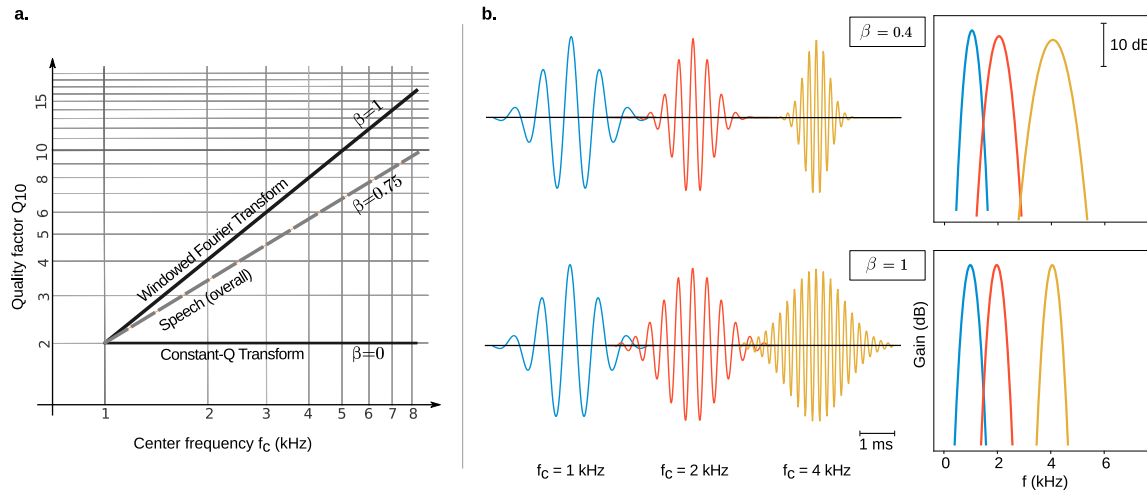 a.
Quality factor Q10
15
10
8
6
5
4
3
2
β=1
Windowed Fourier Transform
β=0.75
Speech (overall)
Constant-Q Transform
β=0
1 2 3 4 5 6 7 8
Center frequency fc (kHz)
b.
β = 0.4
10 dB
β = 1
Gain (dB)
1 ms
fc = 1 kHz
fc = 2 kHz
fc = 4 kHz
0 2 4 6
f (kHz)